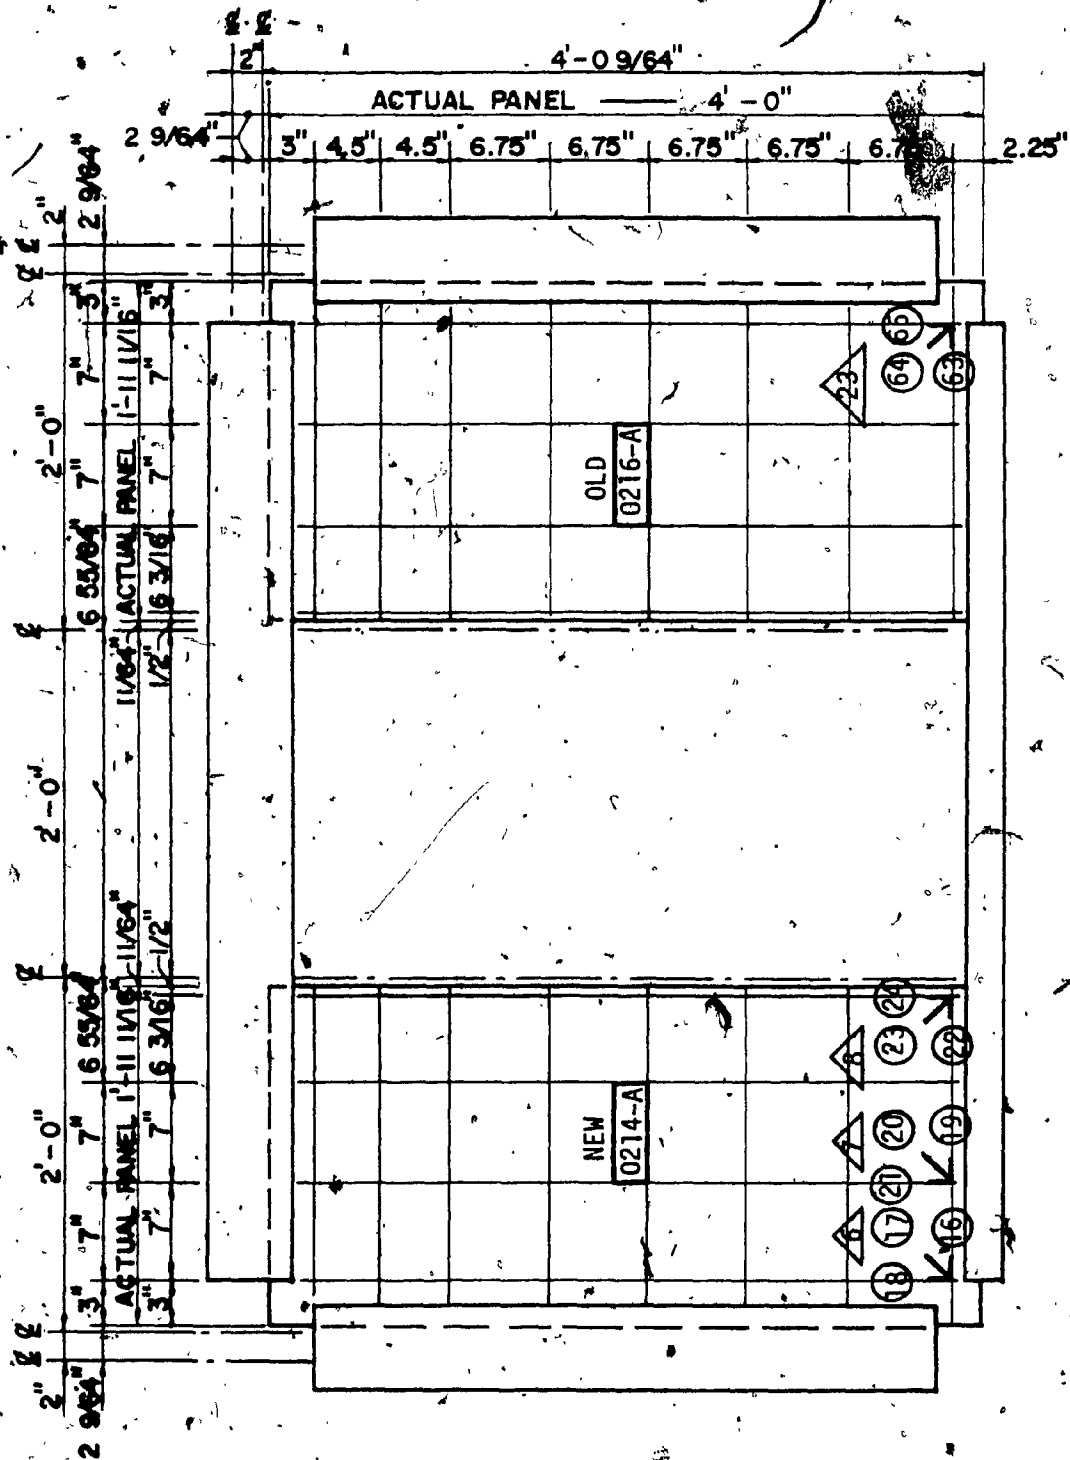 ℄ ℄
2" 4'-0 9/64"
ACTUAL PANEL 4'-0"
2 9/64" 3" 4.5" 4.5" 6.75" 6.75" 6.75" 6.75" 2.25"
2 9/64" 2" 2'-0" 2'-0" 2'-0" 2" 2 9/64"
℄ ℄ ℄ ℄ ℄ ℄
3" 7" 7" 6 55/64" 6 55/64" 7" 7" 3"
ACTUAL PANEL 1'-11 11/16" 11/64"
11/64" ACTUAL PANEL 1'-11 11/16"
3" 7" 7" 6 3/16" 1/2"
1/2" 6 3/16" 7" 7" 3"
65
23 64 63
OLD
0216-A
24
8 23 22
NEW
0214-A
7 20 19
21
6 17 16
18